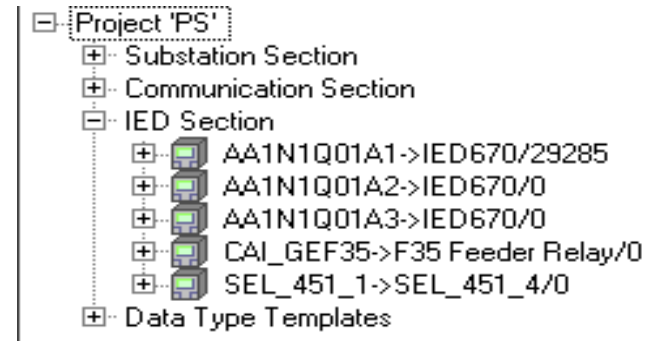 Project 'PS'
Substation Section
Communication Section
IED Section
AA1N1Q01A1->IED670/29285
AA1N1Q01A2->IED670/0
AA1N1Q01A3->IED670/0
CAI_GEF35->F35 Feeder Relay/0
SEL_451_1->SEL_451_4/0
Data Type Templates